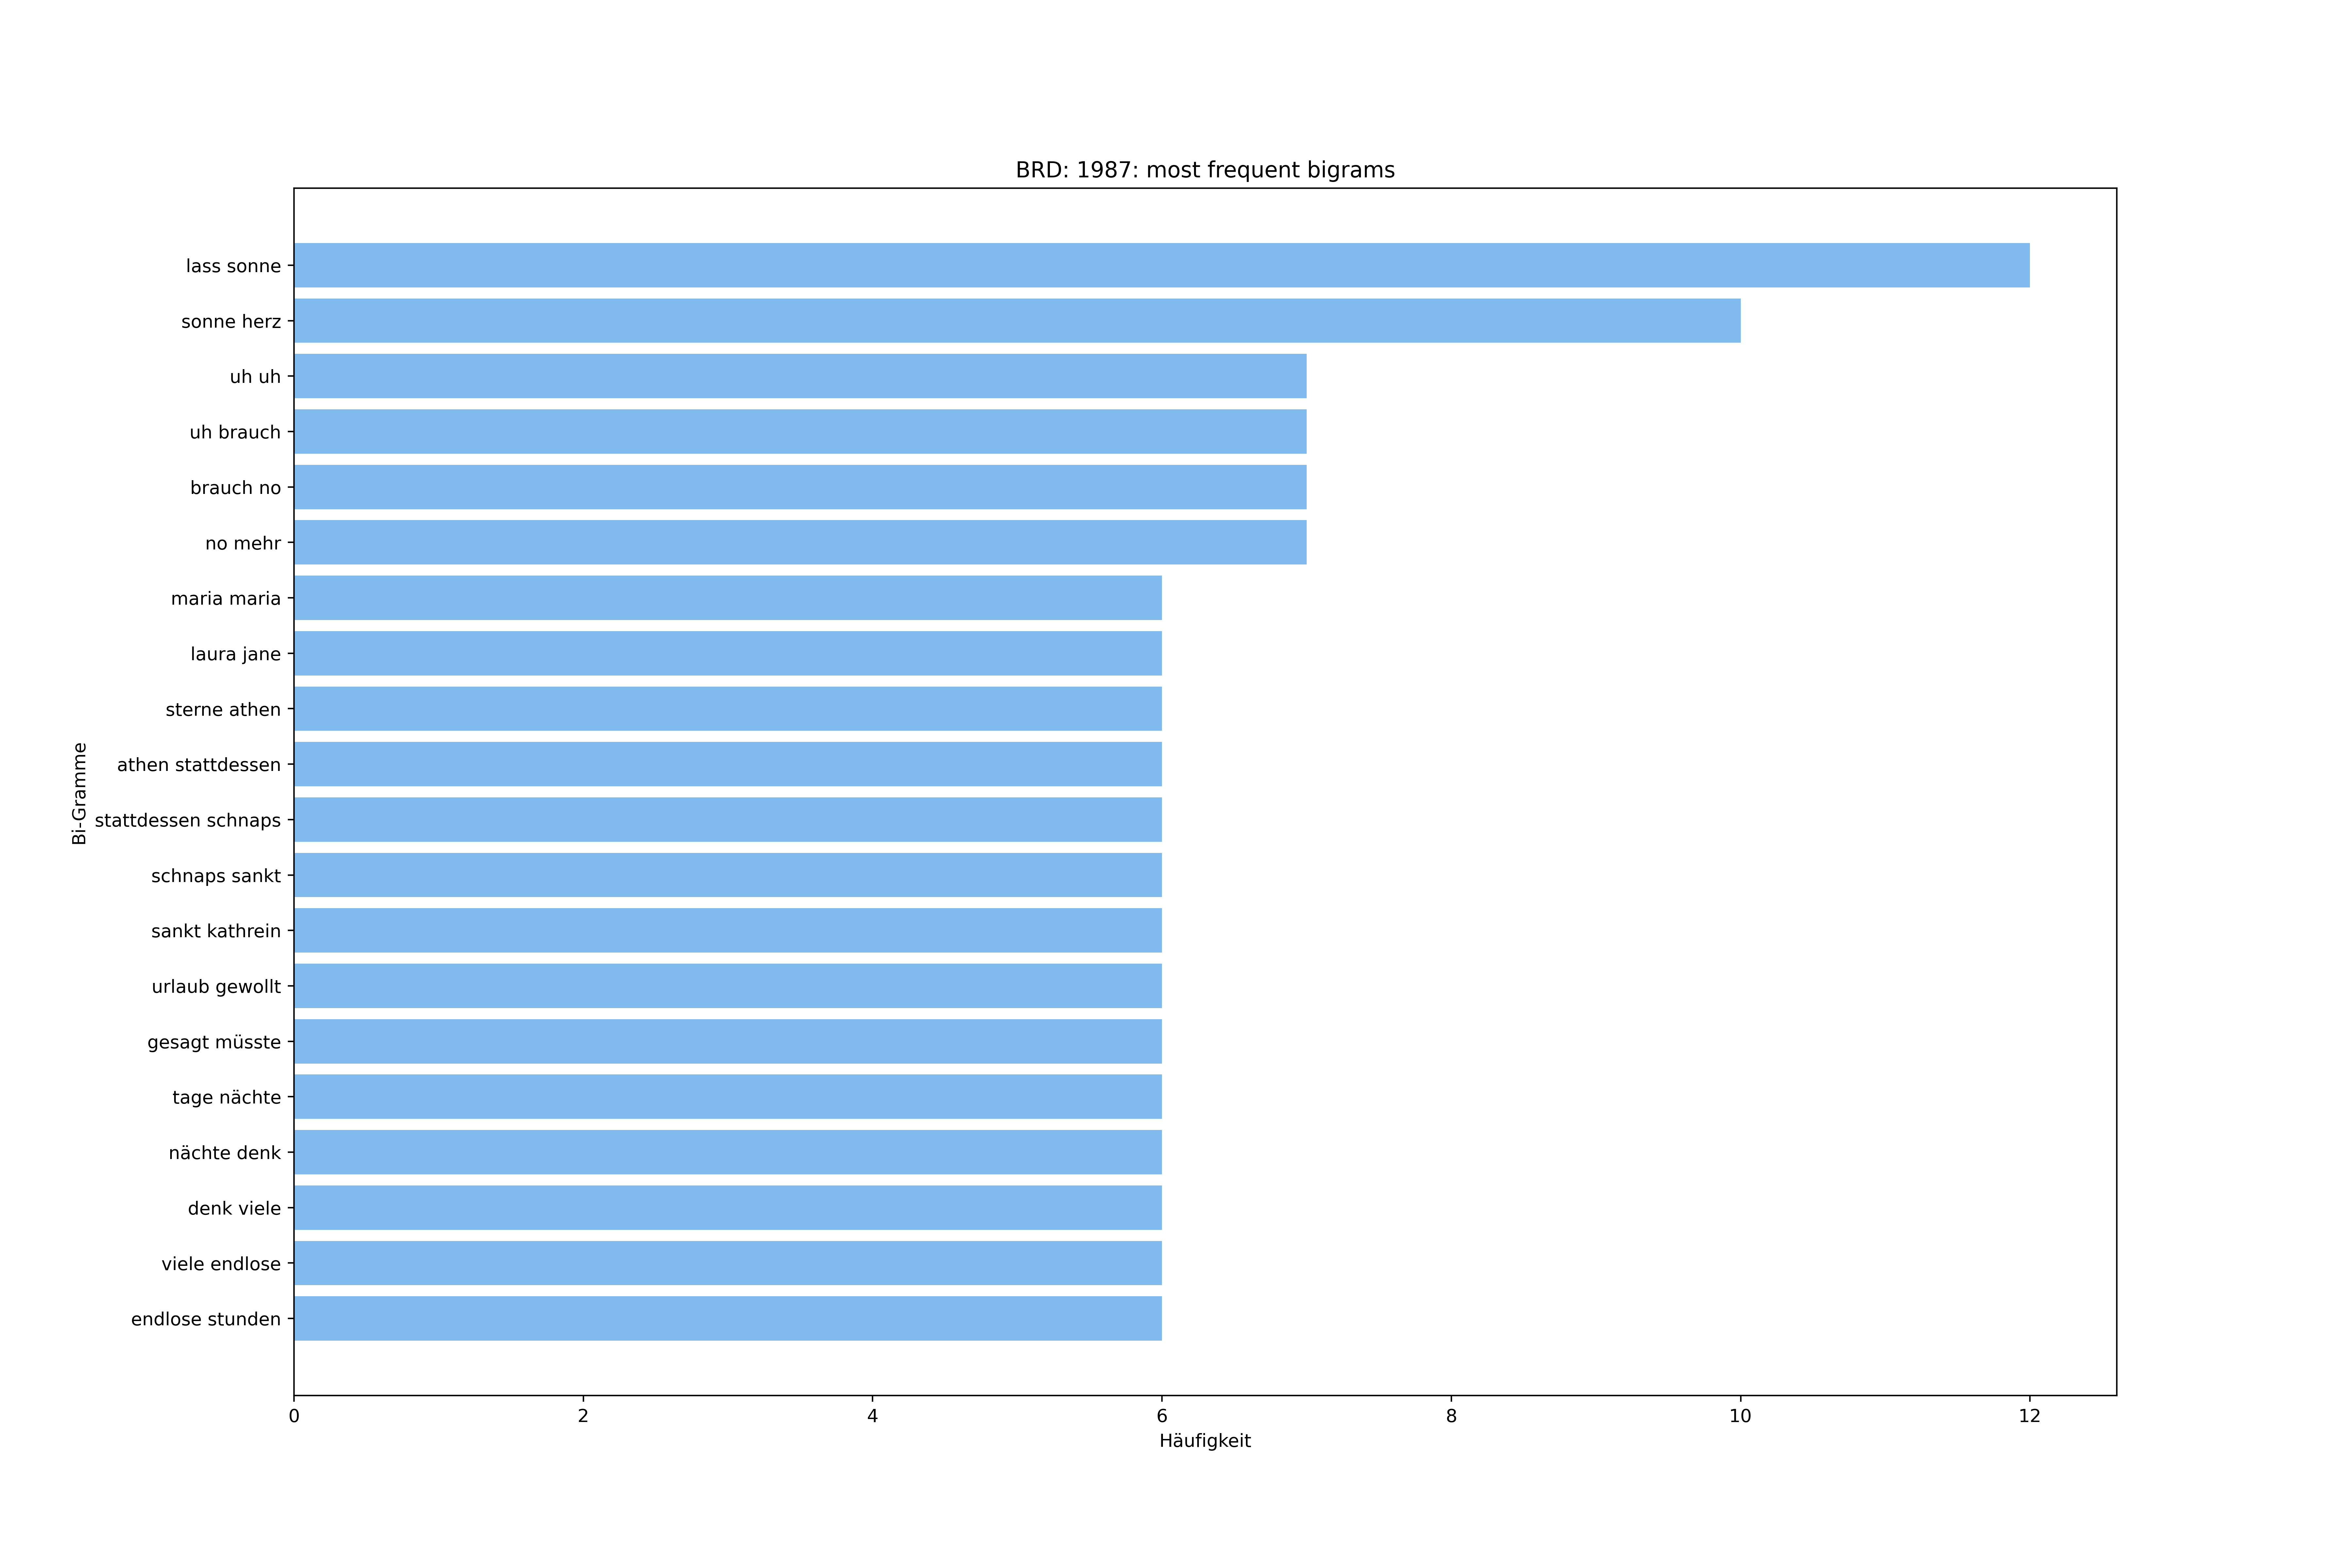 BRD: 1987: most frequent bigrams
lass sonne
sonne herz
uh uh
uh brauch
brauch no
no mehr
maria maria
laura jane
sterne athen
athen stattdessen
stattdessen schnaps
schnaps sankt
sankt kathrein
urlaub gewollt
gesagt müsste
tage nächte
nächte denk
denk viele
viele endlose
endlose stunden
Bi-Gramme
0 2 4 6 8 10 12
Häufigkeit